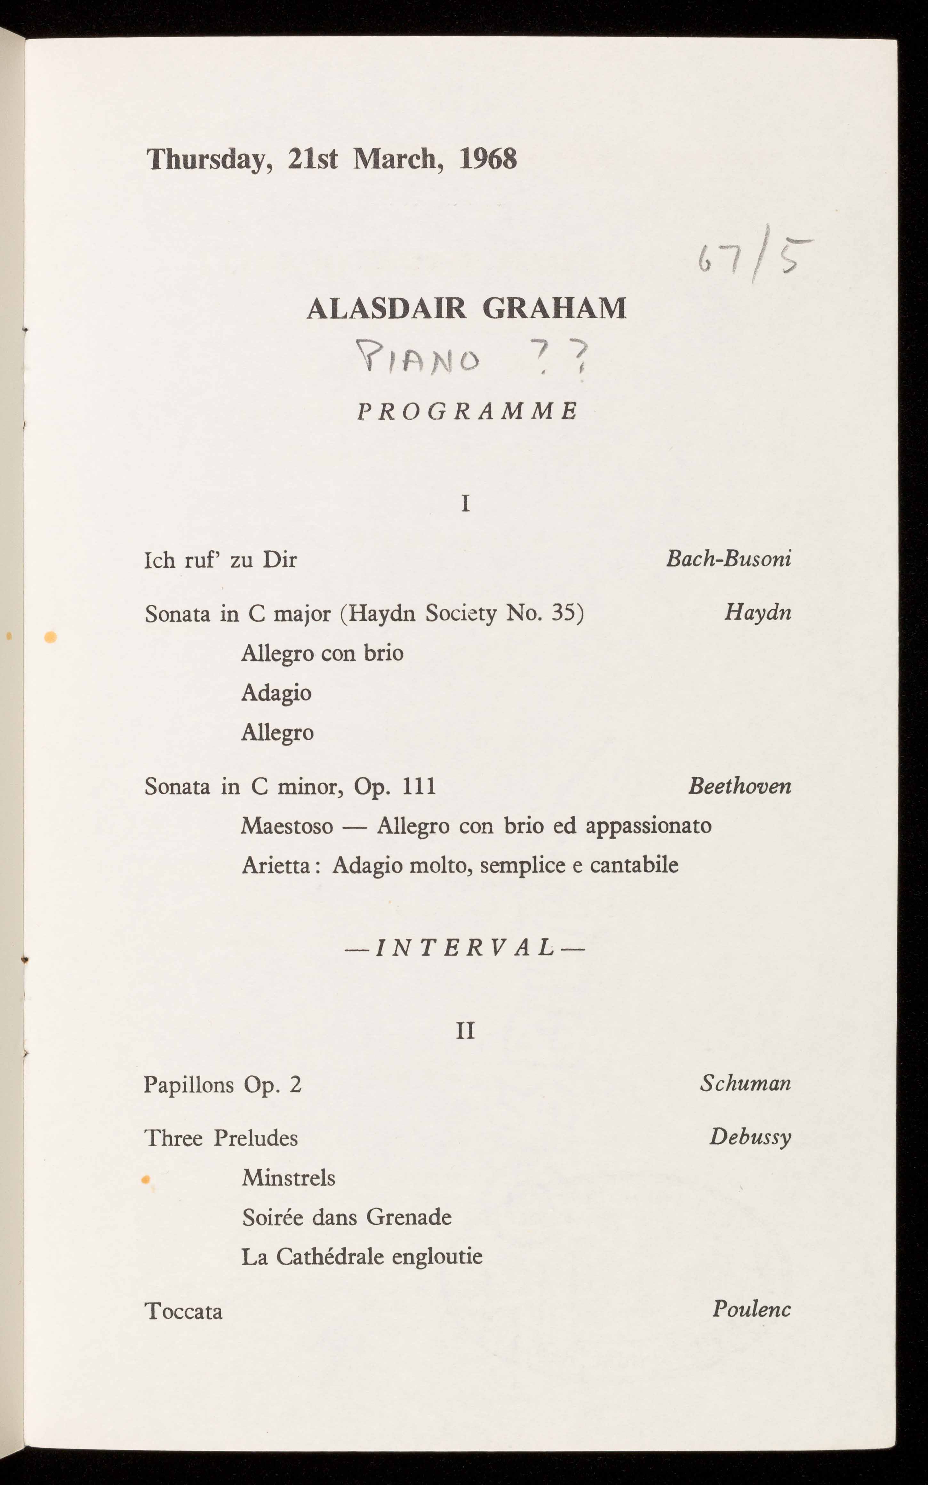 Thursday, 21st March, 1968
67/5
ALASDAIR GRAHAM
PIANO ??
PROGRAMME
I
Ich ruf' zu Dir Bach-Busoni
Sonata in C major (Haydn Society No. 35) Haydn
Allegro con brio
Adagio
Allegro
Sonata in C minor, Op. 111 Beethoven
Maestoso — Allegro con brio ed appassionato
Arietta : Adagio molto, semplice e cantabile
—INTERVAL—
II
Papillons Op. 2 Schuman
Three Preludes Debussy
Minstrels
Soirée dans Grenade
La Cathédrale engloutie
Toccata Poulenc